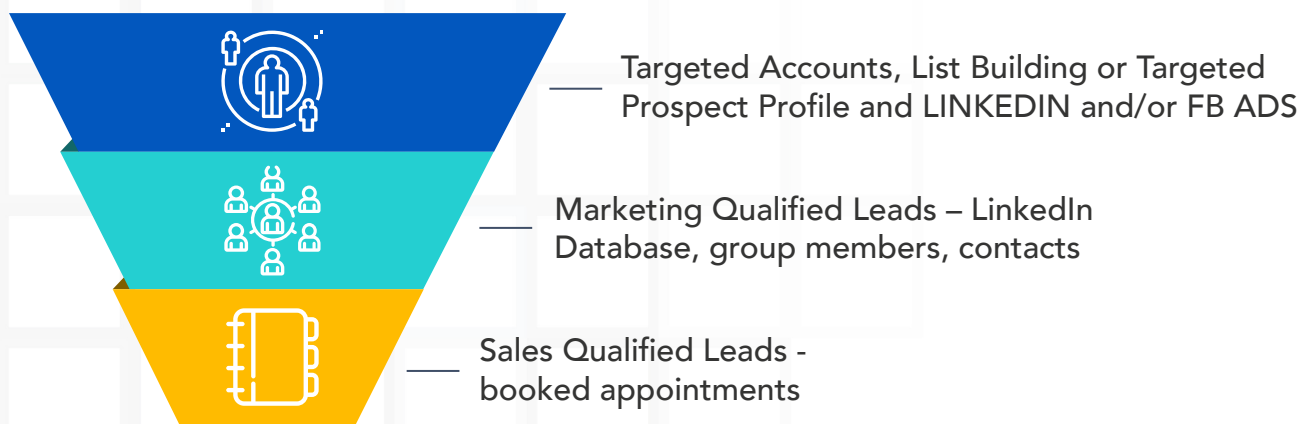 Targeted Accounts, List Building or Targeted
Prospect Profile and LINKEDIN and/or FB ADS
Marketing Qualified Leads – LinkedIn
Database, group members, contacts
Sales Qualified Leads -
booked appointments